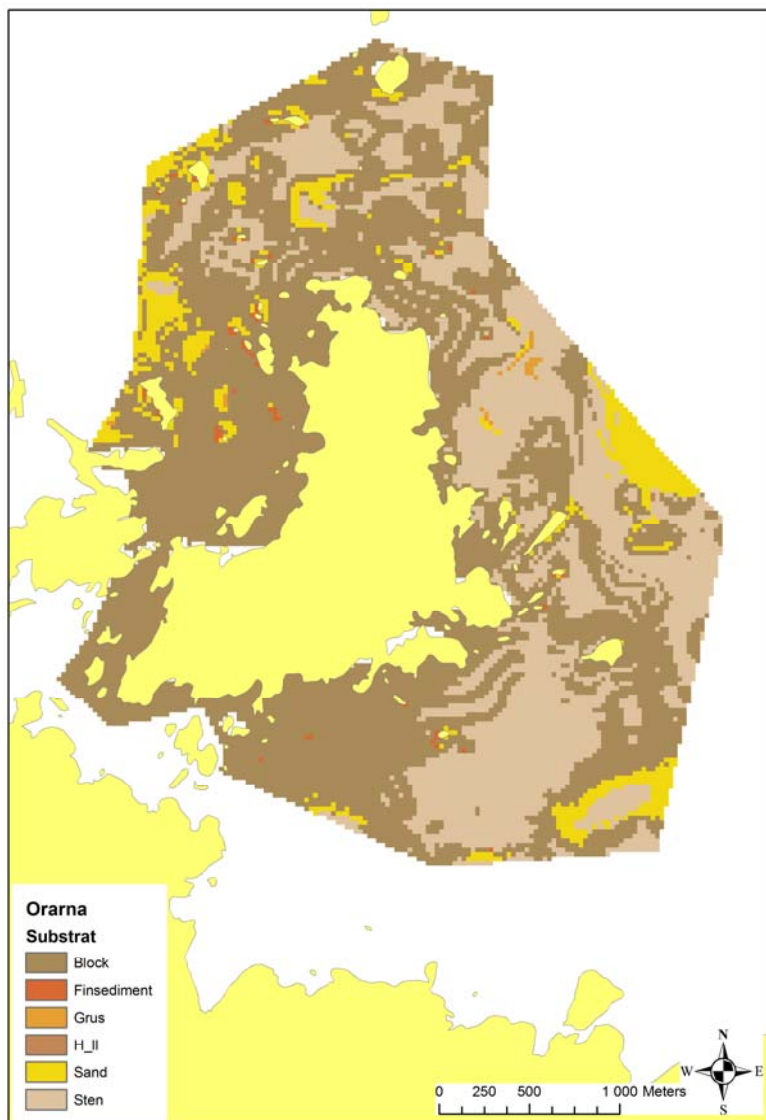 Orarna
Substrat
Block
Finsediment
Grus
H_ll
Sand
Sten
N
W E
S
0 250 500 1 000 Meters